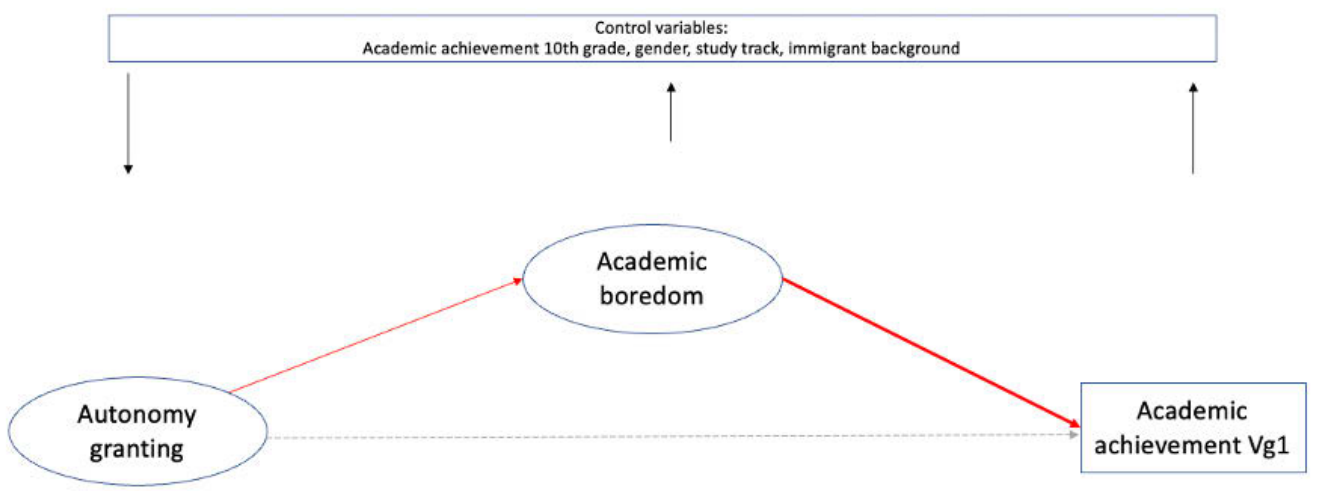 Control variables:
Academic achievement 10th grade, gender, study track, immigrant background
Academic
boredom
Autonomy
granting
Academic
achievement Vg1